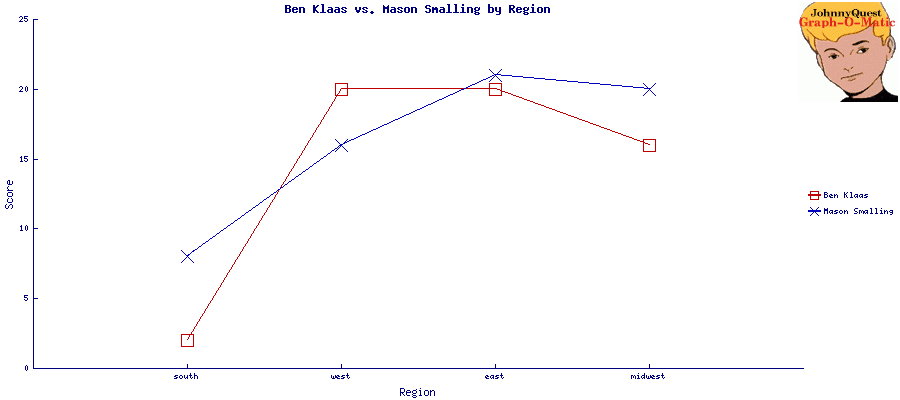 Ben Klaas vs. Mason Smalling by Region
JohnnyQuest
Graph-O-Matic
25
20
15
10
5
0
Score
south west east midwest
Region
Ben Klaas
Mason Smalling